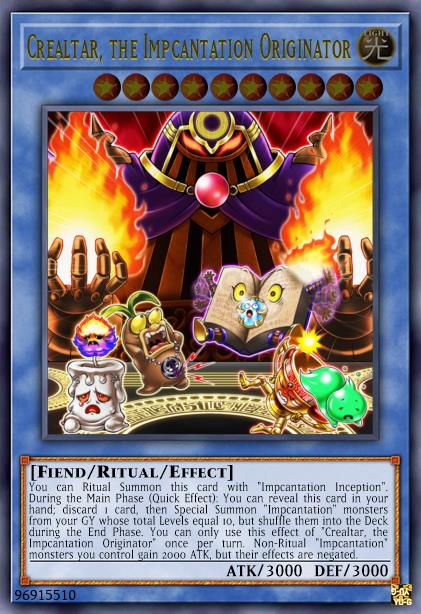 Crealtar, the Impcantation Originator
LIGHT
光
[Fiend/Ritual/Effect]
You can Ritual Summon this card with "Impcantation Inception".
During the Main Phase (Quick Effect): You can reveal this card in your
hand; discard 1 card, then Special Summon "Impcantation" monsters
from your GY whose total Levels equal 10, but shuffle them into the Deck
during the End Phase. You can only use this effect of "Crealtar, the
Impcantation Originator" once per turn. Non-Ritual "Impcantation"
monsters you control gain 2000 ATK, but their effects are negated.
ATK/3000 DEF/3000
96915510